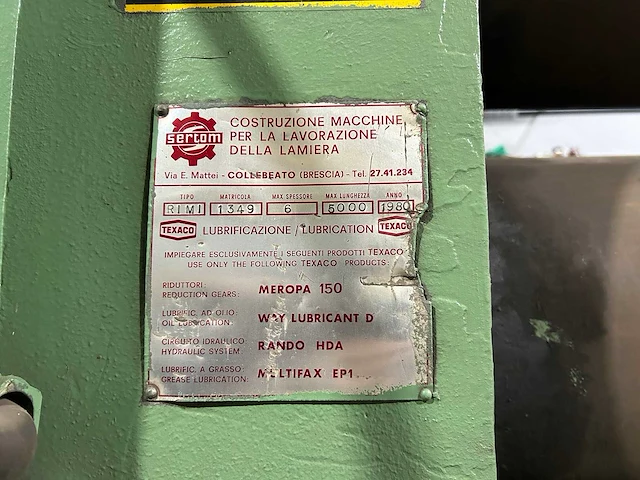 sertom
COSTRUZIONE MACCHINE
PER LA LAVORAZIONE
DELLA LAMIERA
Via E. Mattei - COLLEBEATO (BRESCIA) - Tel. 27.41.234
TIPO MATRICOLA MAX SPESSORE MAX LUNGHEZZA ANNO
RIMI 1349 6 5000 1980
TEXACO LUBRIFICAZIONE / LUBRICATION TEXACO
IMPIEGARE ESCLUSIVAMENTE I SEGUENTI PRODOTTI TEXACO
USE ONLY THE FOLLOWING TEXACO PRODUCTS:
RIDUTTORI:
REDUCTION GEARS: MEROPA 150
LUBRIFIC. AD OLIO:
OIL LUBRICATION: WAY LUBRICANT D
CIRCUITO IDRAULICO
HYDRAULIC SYSTEM RANDO HDA
LUBRIFIC. A GRASSO:
GREASE LUBRICATION: MULTIFAX EP1